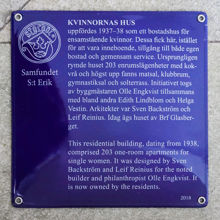 KVINNORNAS HUS
uppfördes 1937–38 som ett bostadshus för
ensamstående kvinnor. Dessa fick här, istället
för att vara inneboende, tillgång till både egen
bostad och gemensam service. Ursprungligen
rymde huset 203 enrumslägenheter med kok-
vrå och högst upp fanns matsal, klubbrum,
gymnastiksal och solterrass. Initiativet togs
av byggmästaren Olle Engkvist tillsammans
med bland andra Edith Lindblom och Helga
Vestin. Arkitekter var Sven Backström och
Leif Reinius. Idag ägs huset av Brf Glasber-
get.
This residential building, dating from 1938,
comprised 203 one-room apartments for
single women. It was designed by Sven
Backström and Leif Reinius for the noted
builder and philanthropist Olle Engkvist. It
is now owned by the residents.
2018
Samfundet
S:t Erik